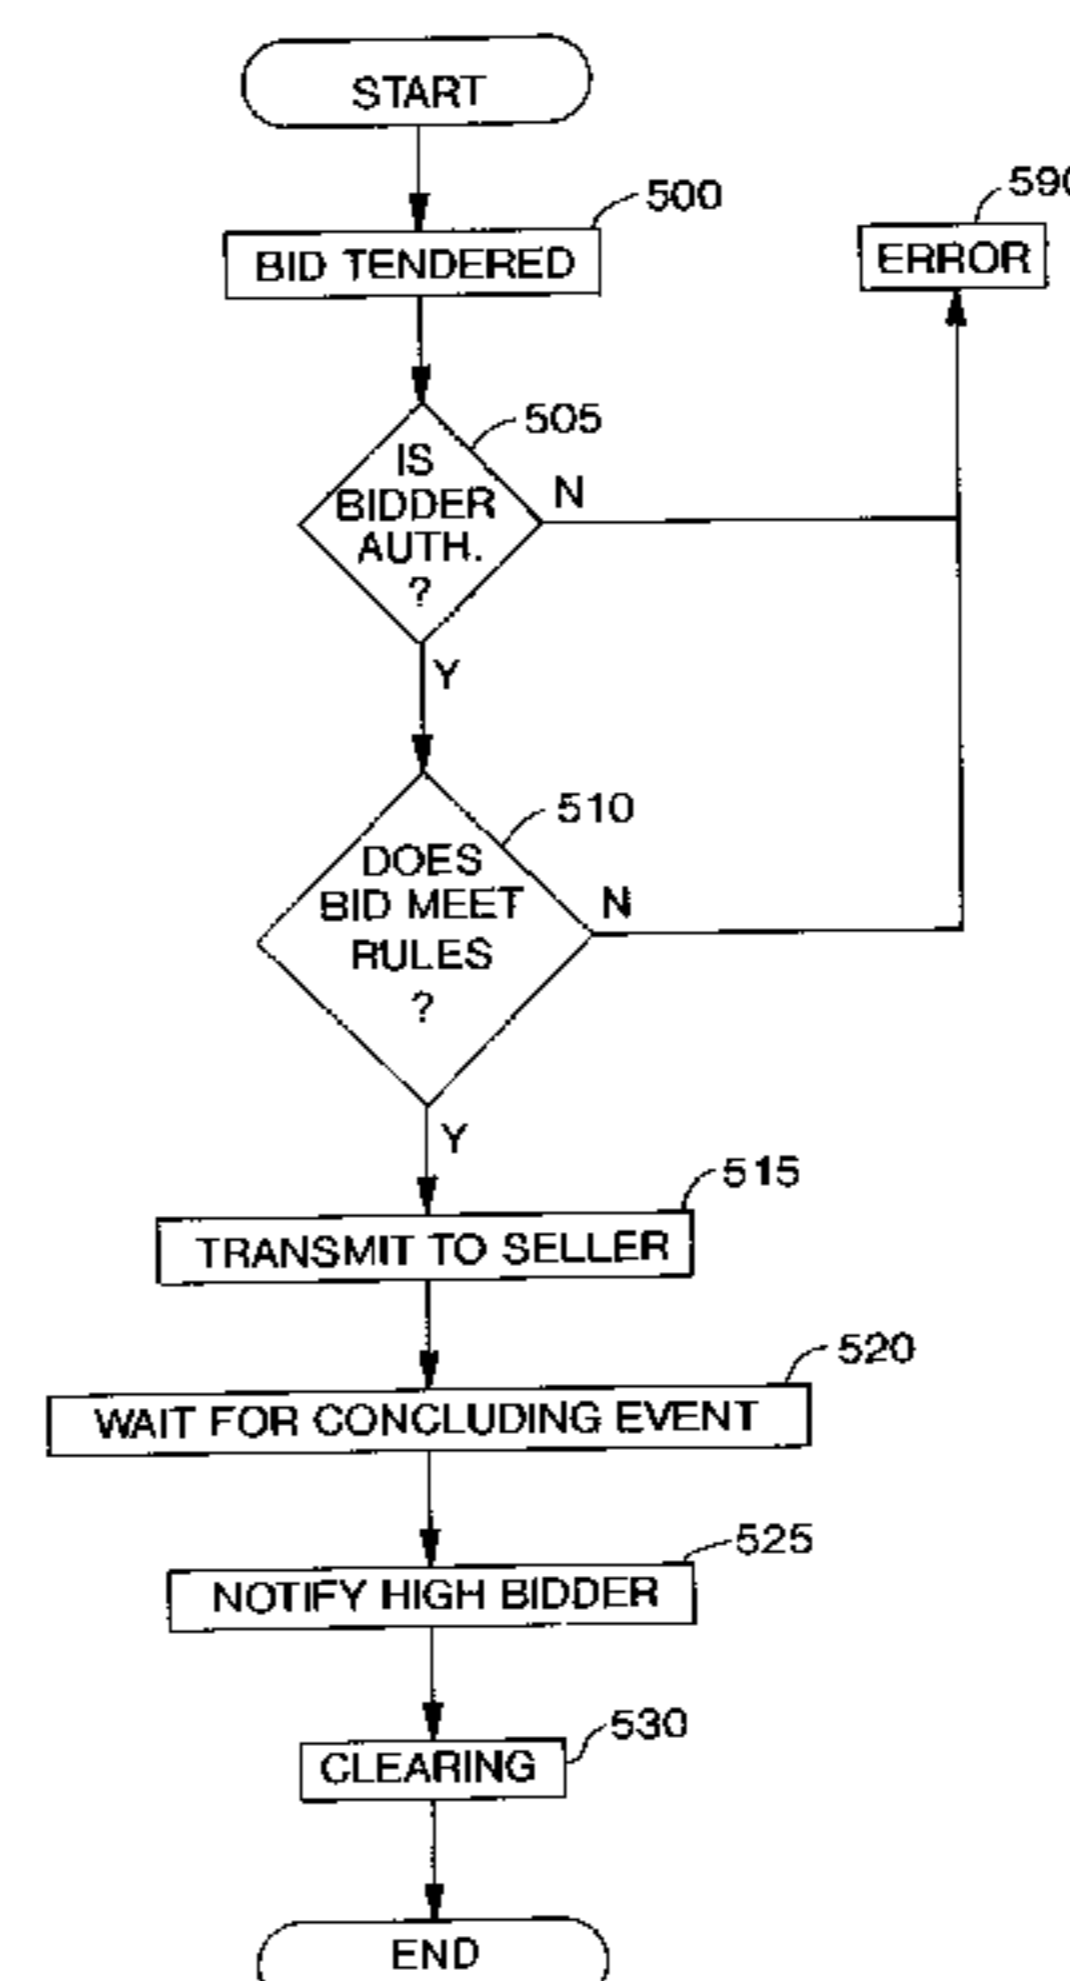 START
500
BID TENDERED
590
ERROR
505
IS
BIDDER
AUTH.
?
N
Y
510
DOES
BID MEET
RULES
?
N
Y
515
TRANSMIT TO SELLER
520
WAIT FOR CONCLUDING EVENT
525
NOTIFY HIGH BIDDER
530
CLEARING
END